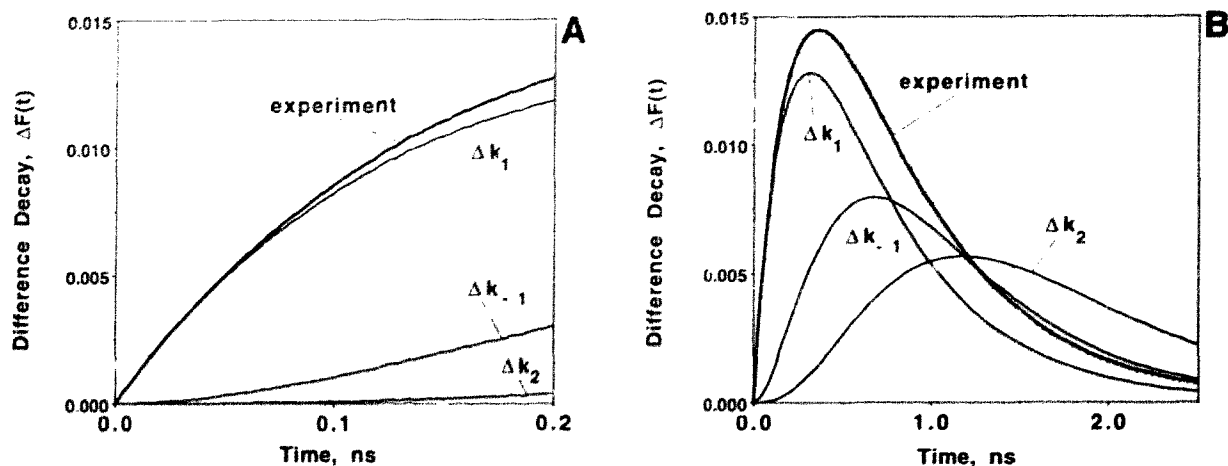 A
0.015
0.010
0.005
0.000
Difference Decay, ΔF(t)
experiment
Δk1
Δk-1
Δk2
0.0
0.1
0.2
Time, ns
B
0.015
0.010
0.005
0.000
Difference Decay, ΔF(t)
experiment
Δk1
Δk-1
Δk2
0.0
1.0
2.0
Time, ns